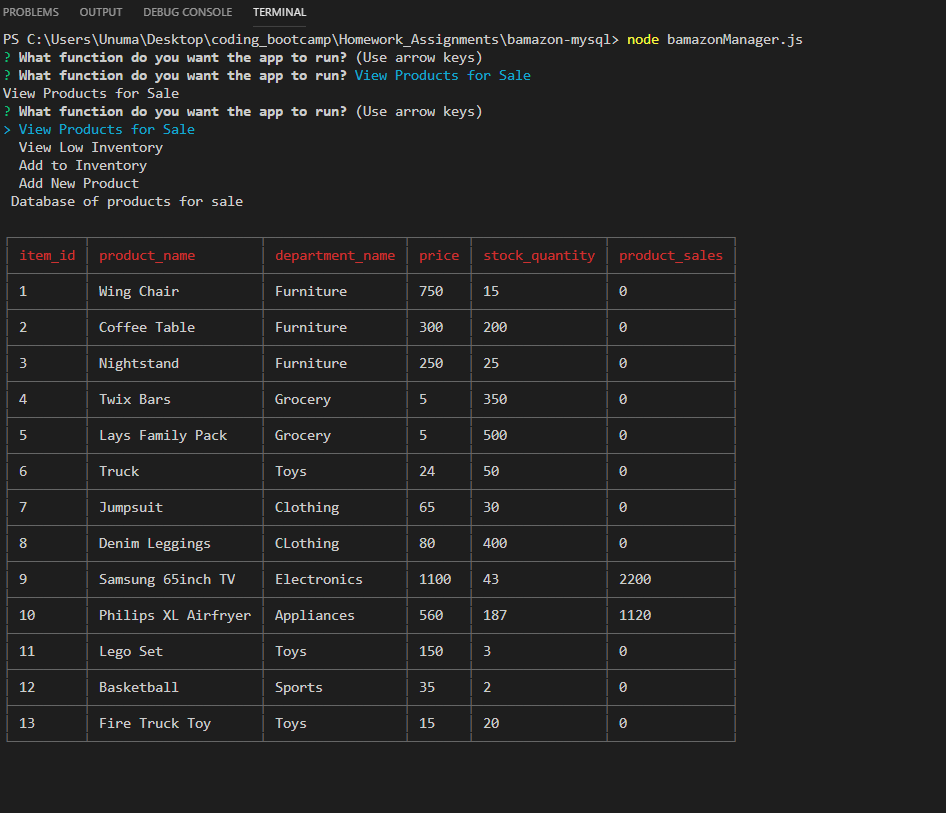 PROBLEMS OUTPUT DEBUG CONSOLE TERMINAL
PS C:\Users\Unuma\Desktop\coding_bootcamp\Homework_Assignments\bamazon-mysql> node bamazonManager.js
? What function do you want the app to run? (Use arrow keys)
? What function do you want the app to run? View Products for Sale
View Products for Sale
? What function do you want the app to run? (Use arrow keys)
> View Products for Sale
View Low Inventory
Add to Inventory
Add New Product
Database of products for sale
item_id product_name department_name price stock_quantity product_sales
1 Wing Chair Furniture 750 15 0
2 Coffee Table Furniture 300 200 0
3 Nightstand Furniture 250 25 0
4 Twix Bars Grocery 5 350 0
5 Lays Family Pack Grocery 5 500 0
6 Truck Toys 24 50 0
7 Jumpsuit Clothing 65 30 0
8 Denim Leggings CLothing 80 400 0
9 Samsung 65inch TV Electronics 1100 43 2200
10 Philips XL Airfryer Appliances 560 187 1120
11 Lego Set Toys 150 3 0
12 Basketball Sports 35 2 0
13 Fire Truck Toy Toys 15 20 0